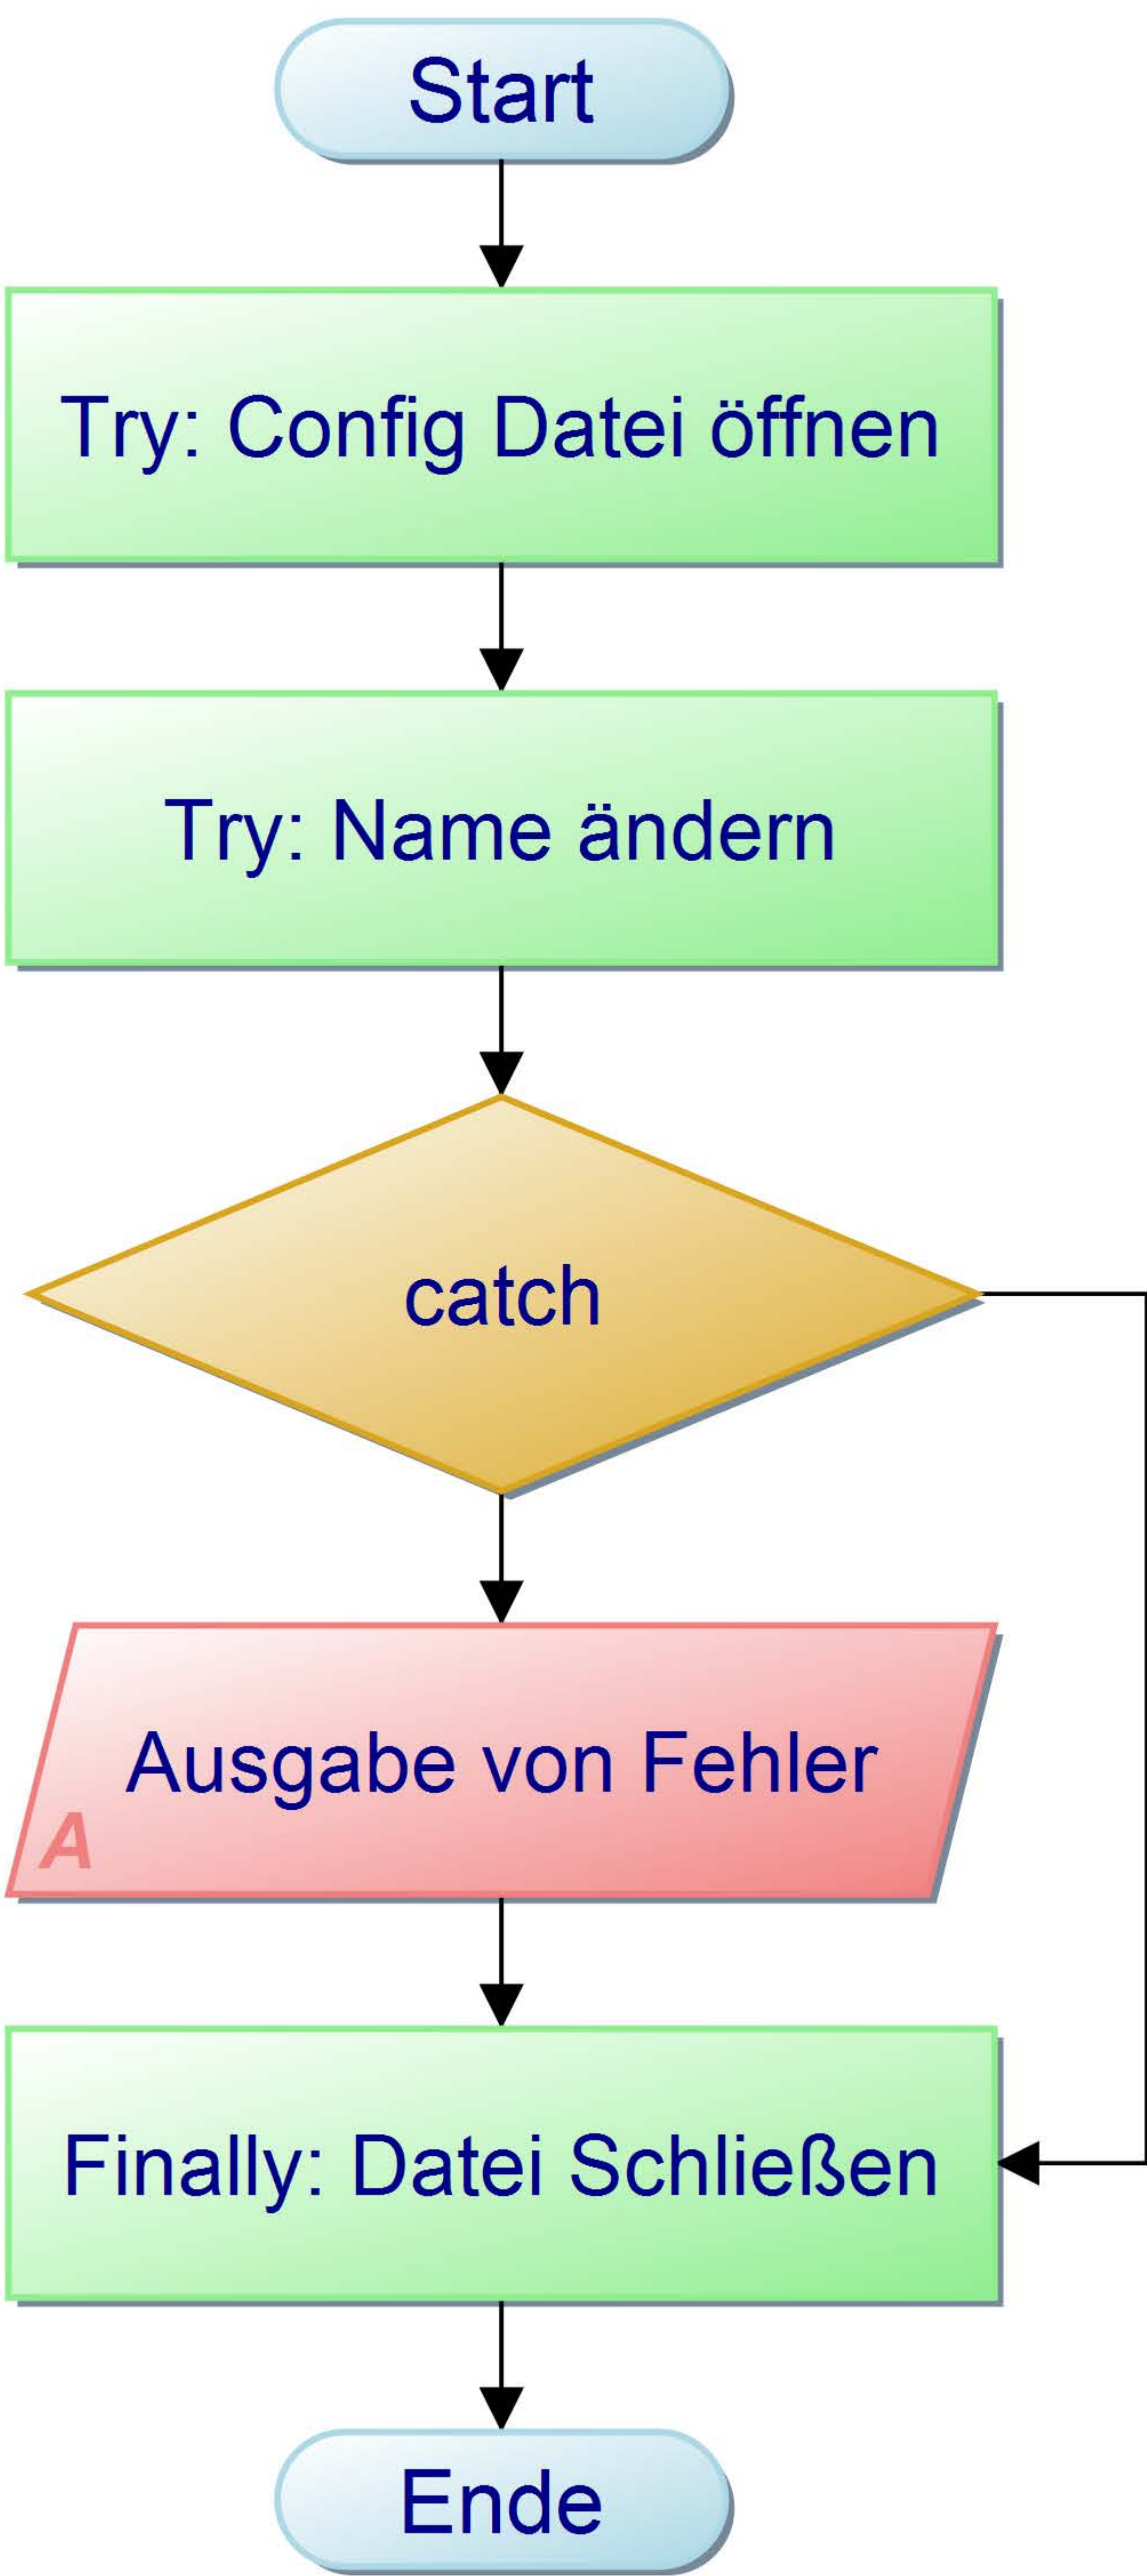 Start
Try: Config Datei öffnen
Try: Name ändern
catch
Ausgabe von Fehler
A
Finally: Datei Schließen
Ende